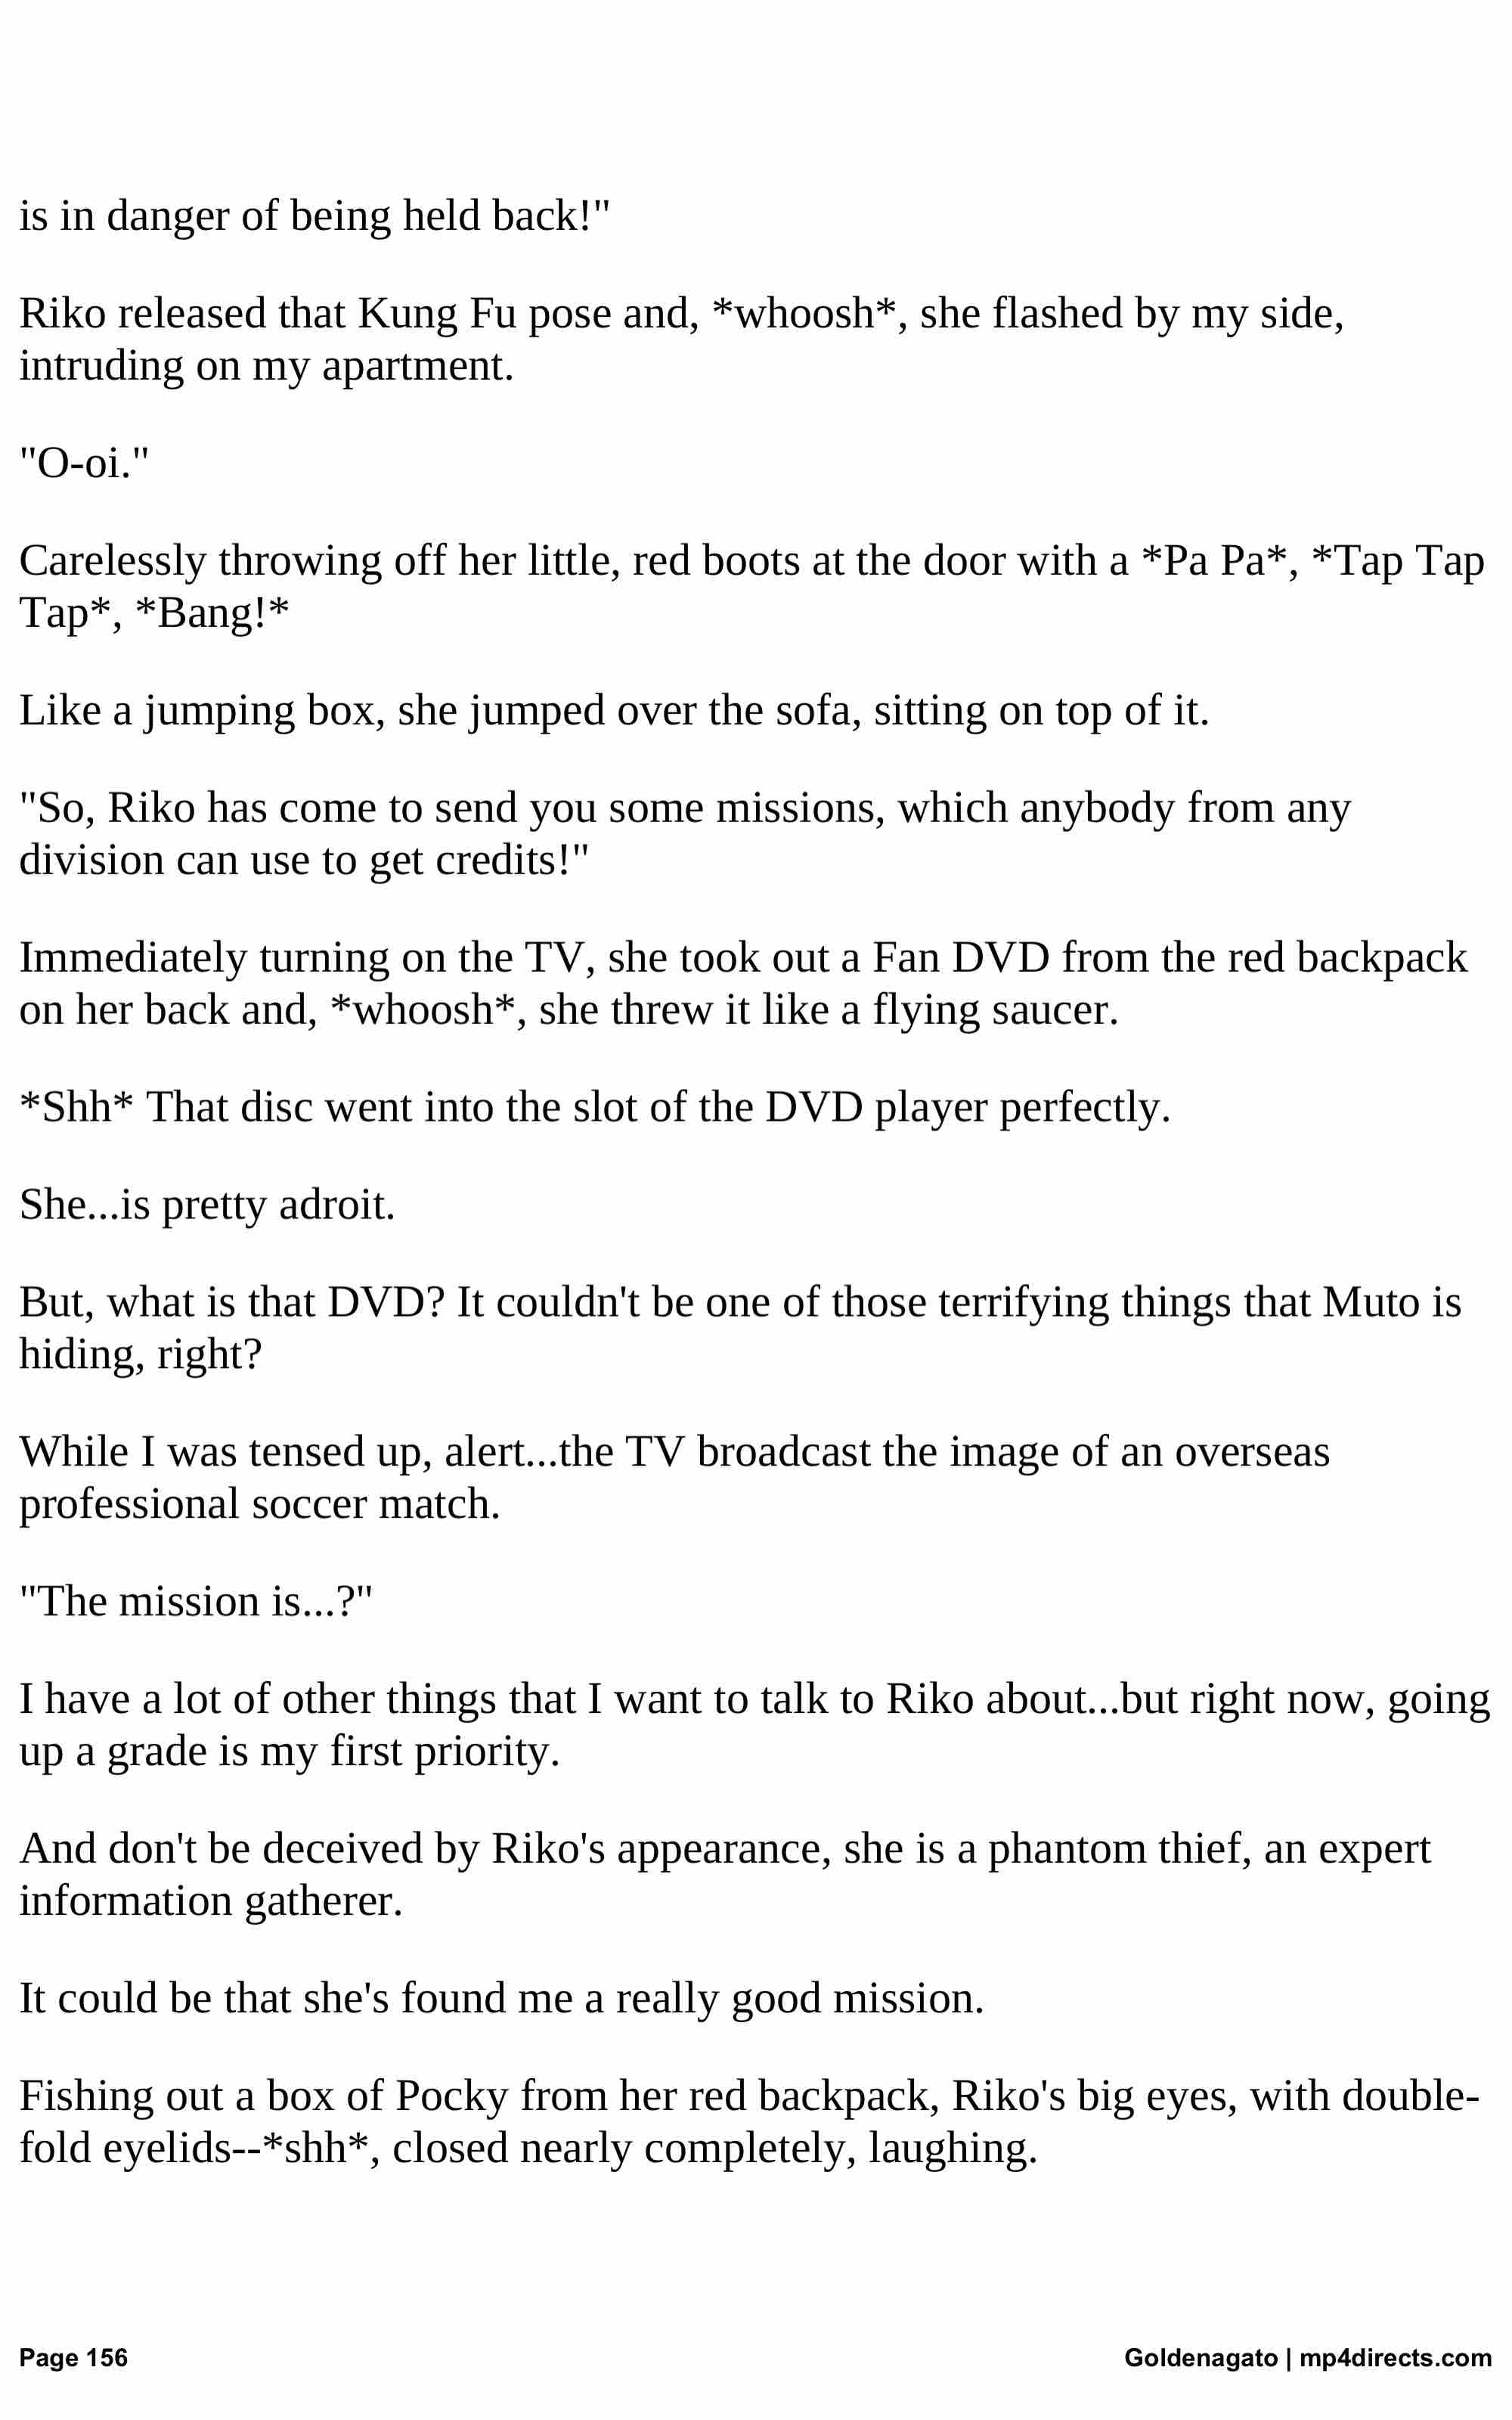 is in danger of being held back!"
Riko released that Kung Fu pose and, *whoosh*, she flashed by my side,
intruding on my apartment.
"O-oi."
Carelessly throwing off her little, red boots at the door with a *Pa Pa*, *Tap Tap
Tap*, *Bang!*
Like a jumping box, she jumped over the sofa, sitting on top of it.
"So, Riko has come to send you some missions, which anybody from any
division can use to get credits!"
Immediately turning on the TV, she took out a Fan DVD from the red backpack
on her back and, *whoosh*, she threw it like a flying saucer.
*Shh* That disc went into the slot of the DVD player perfectly.
She...is pretty adroit.
But, what is that DVD? It couldn't be one of those terrifying things that Muto is
hiding, right?
While I was tensed up, alert...the TV broadcast the image of an overseas
professional soccer match.
"The mission is...?"
I have a lot of other things that I want to talk to Riko about...but right now, going
up a grade is my first priority.
And don't be deceived by Riko's appearance, she is a phantom thief, an expert
information gatherer.
It could be that she's found me a really good mission.
Fishing out a box of Pocky from her red backpack, Riko's big eyes, with double-
fold eyelids--*shh*, closed nearly completely, laughing.
Page 156
Goldenagato | mp4directs.com